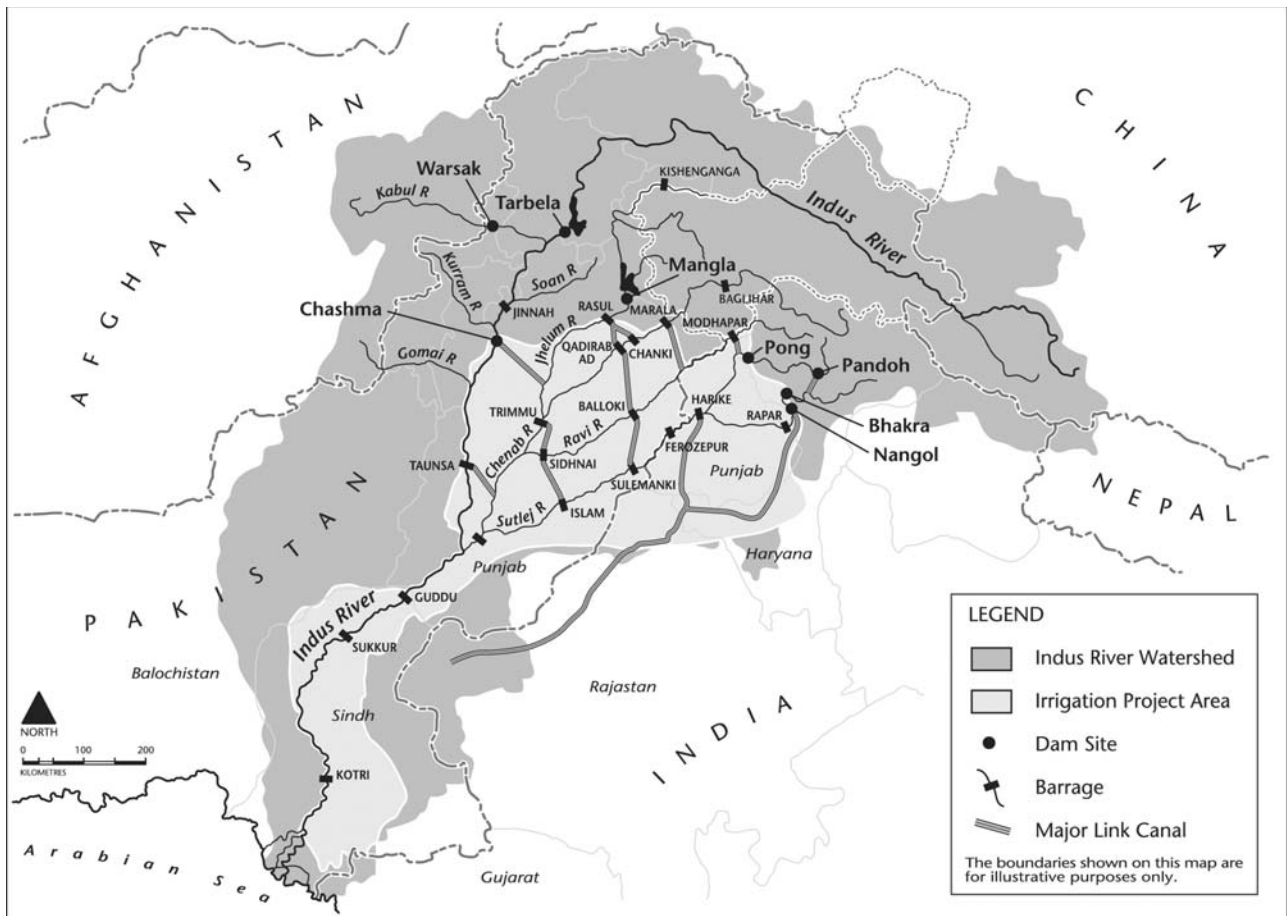 AFGHANISTAN
CHINA
KISHENGANGA
Warsak
Kabul R
Tarbela
Indus River
Kurram R
Soan R
Mangla
Chashma
JINNAH
RASUL
MARALA
BAGLIHAR
Jhelum R
MODHAPAR
QADIRAB
AD
CHANKI
Pong
Gomai R
Pandoh
TRIMMU
BALLOKI
HARIKE
RAPAR
Bhakra
Chenab R
Ravi R
FEROZEPUR
Nangol
TAUNSA
SIDHNAI
Punjab
SULEMANKI
Sutlej R
ISLAM
NEPAL
Haryana
Punjab
PAKISTAN
GUDDU
Indus River
SUKKUR
Balochistan
Rajastan
Sindh
INDIA
NORTH
0 100 200
KILOMETRES
KOTRI
Arabian Sea
Gujarat
LEGEND
Indus River Watershed
Irrigation Project Area
Dam Site
Barrage
Major Link Canal
The boundaries shown on this map are
for illustrative purposes only.